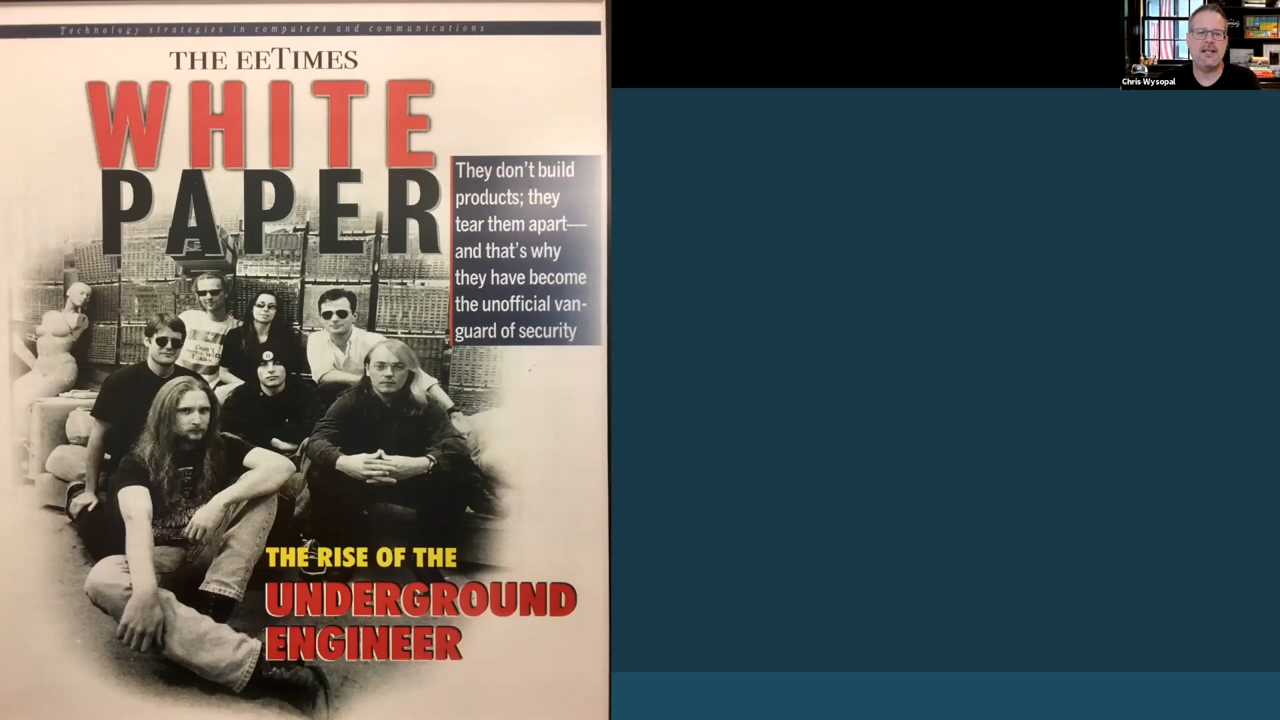 Technology strategies in computers and communications
THE EETIMES
WHITE
PAPER
They don't build
products; they
tear them apart—
and that's why
they have become
the unofficial van-
guard of security
THE RISE OF THE
UNDERGROUND
ENGINEER
Chris Wysopal